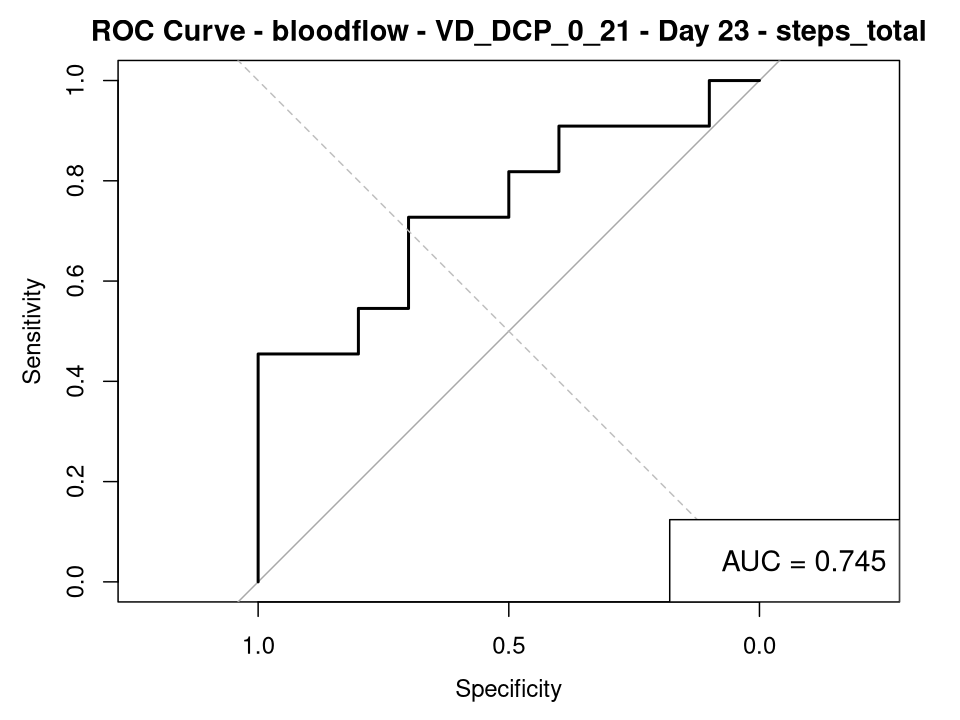 ROC Curve - bloodflow - VD_DCP_0_21 - Day 23 - steps_total
1.0
0.8
0.6
0.4
0.2
0.0
Sensitivity
AUC = 0.745
1.0 0.5 0.0
Specificity